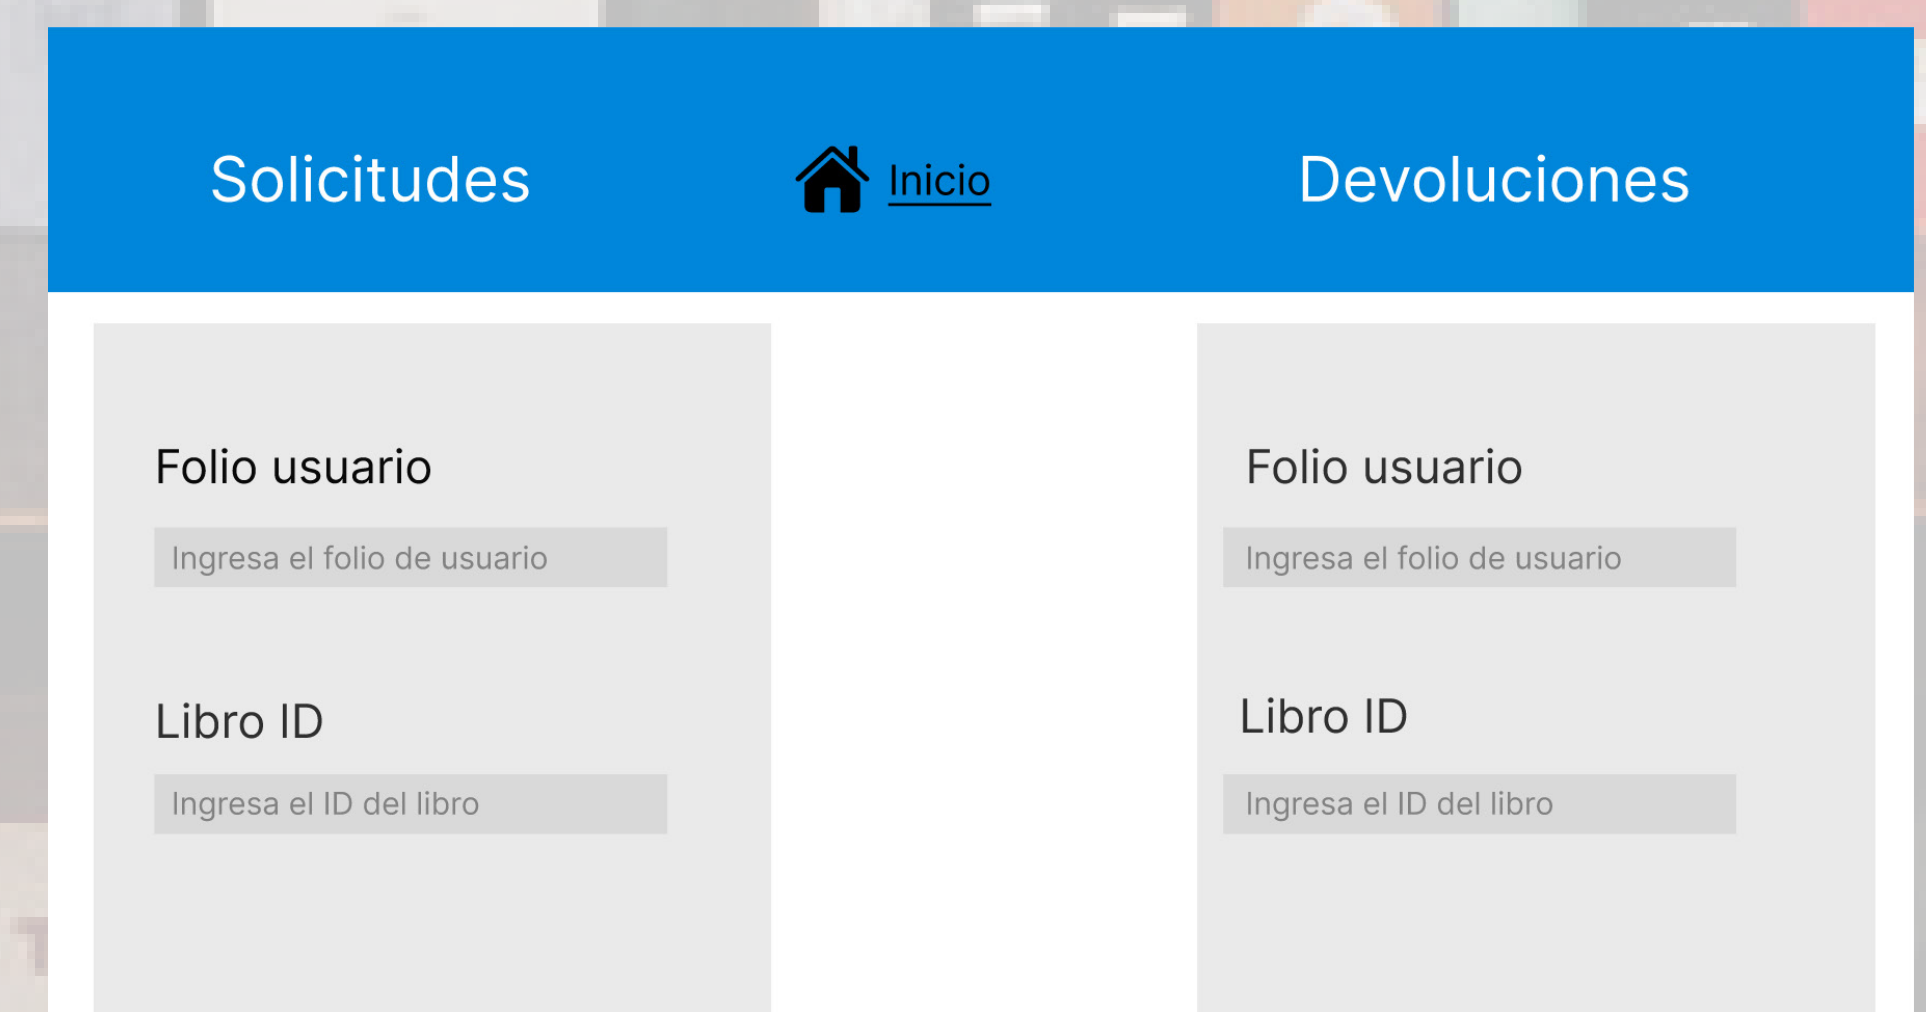 Solicitudes
Inicio
Devoluciones
Folio usuario
Ingresa el folio de usuario
Libro ID
Ingresa el ID del libro
Folio usuario
Ingresa el folio de usuario
Libro ID
Ingresa el ID del libro